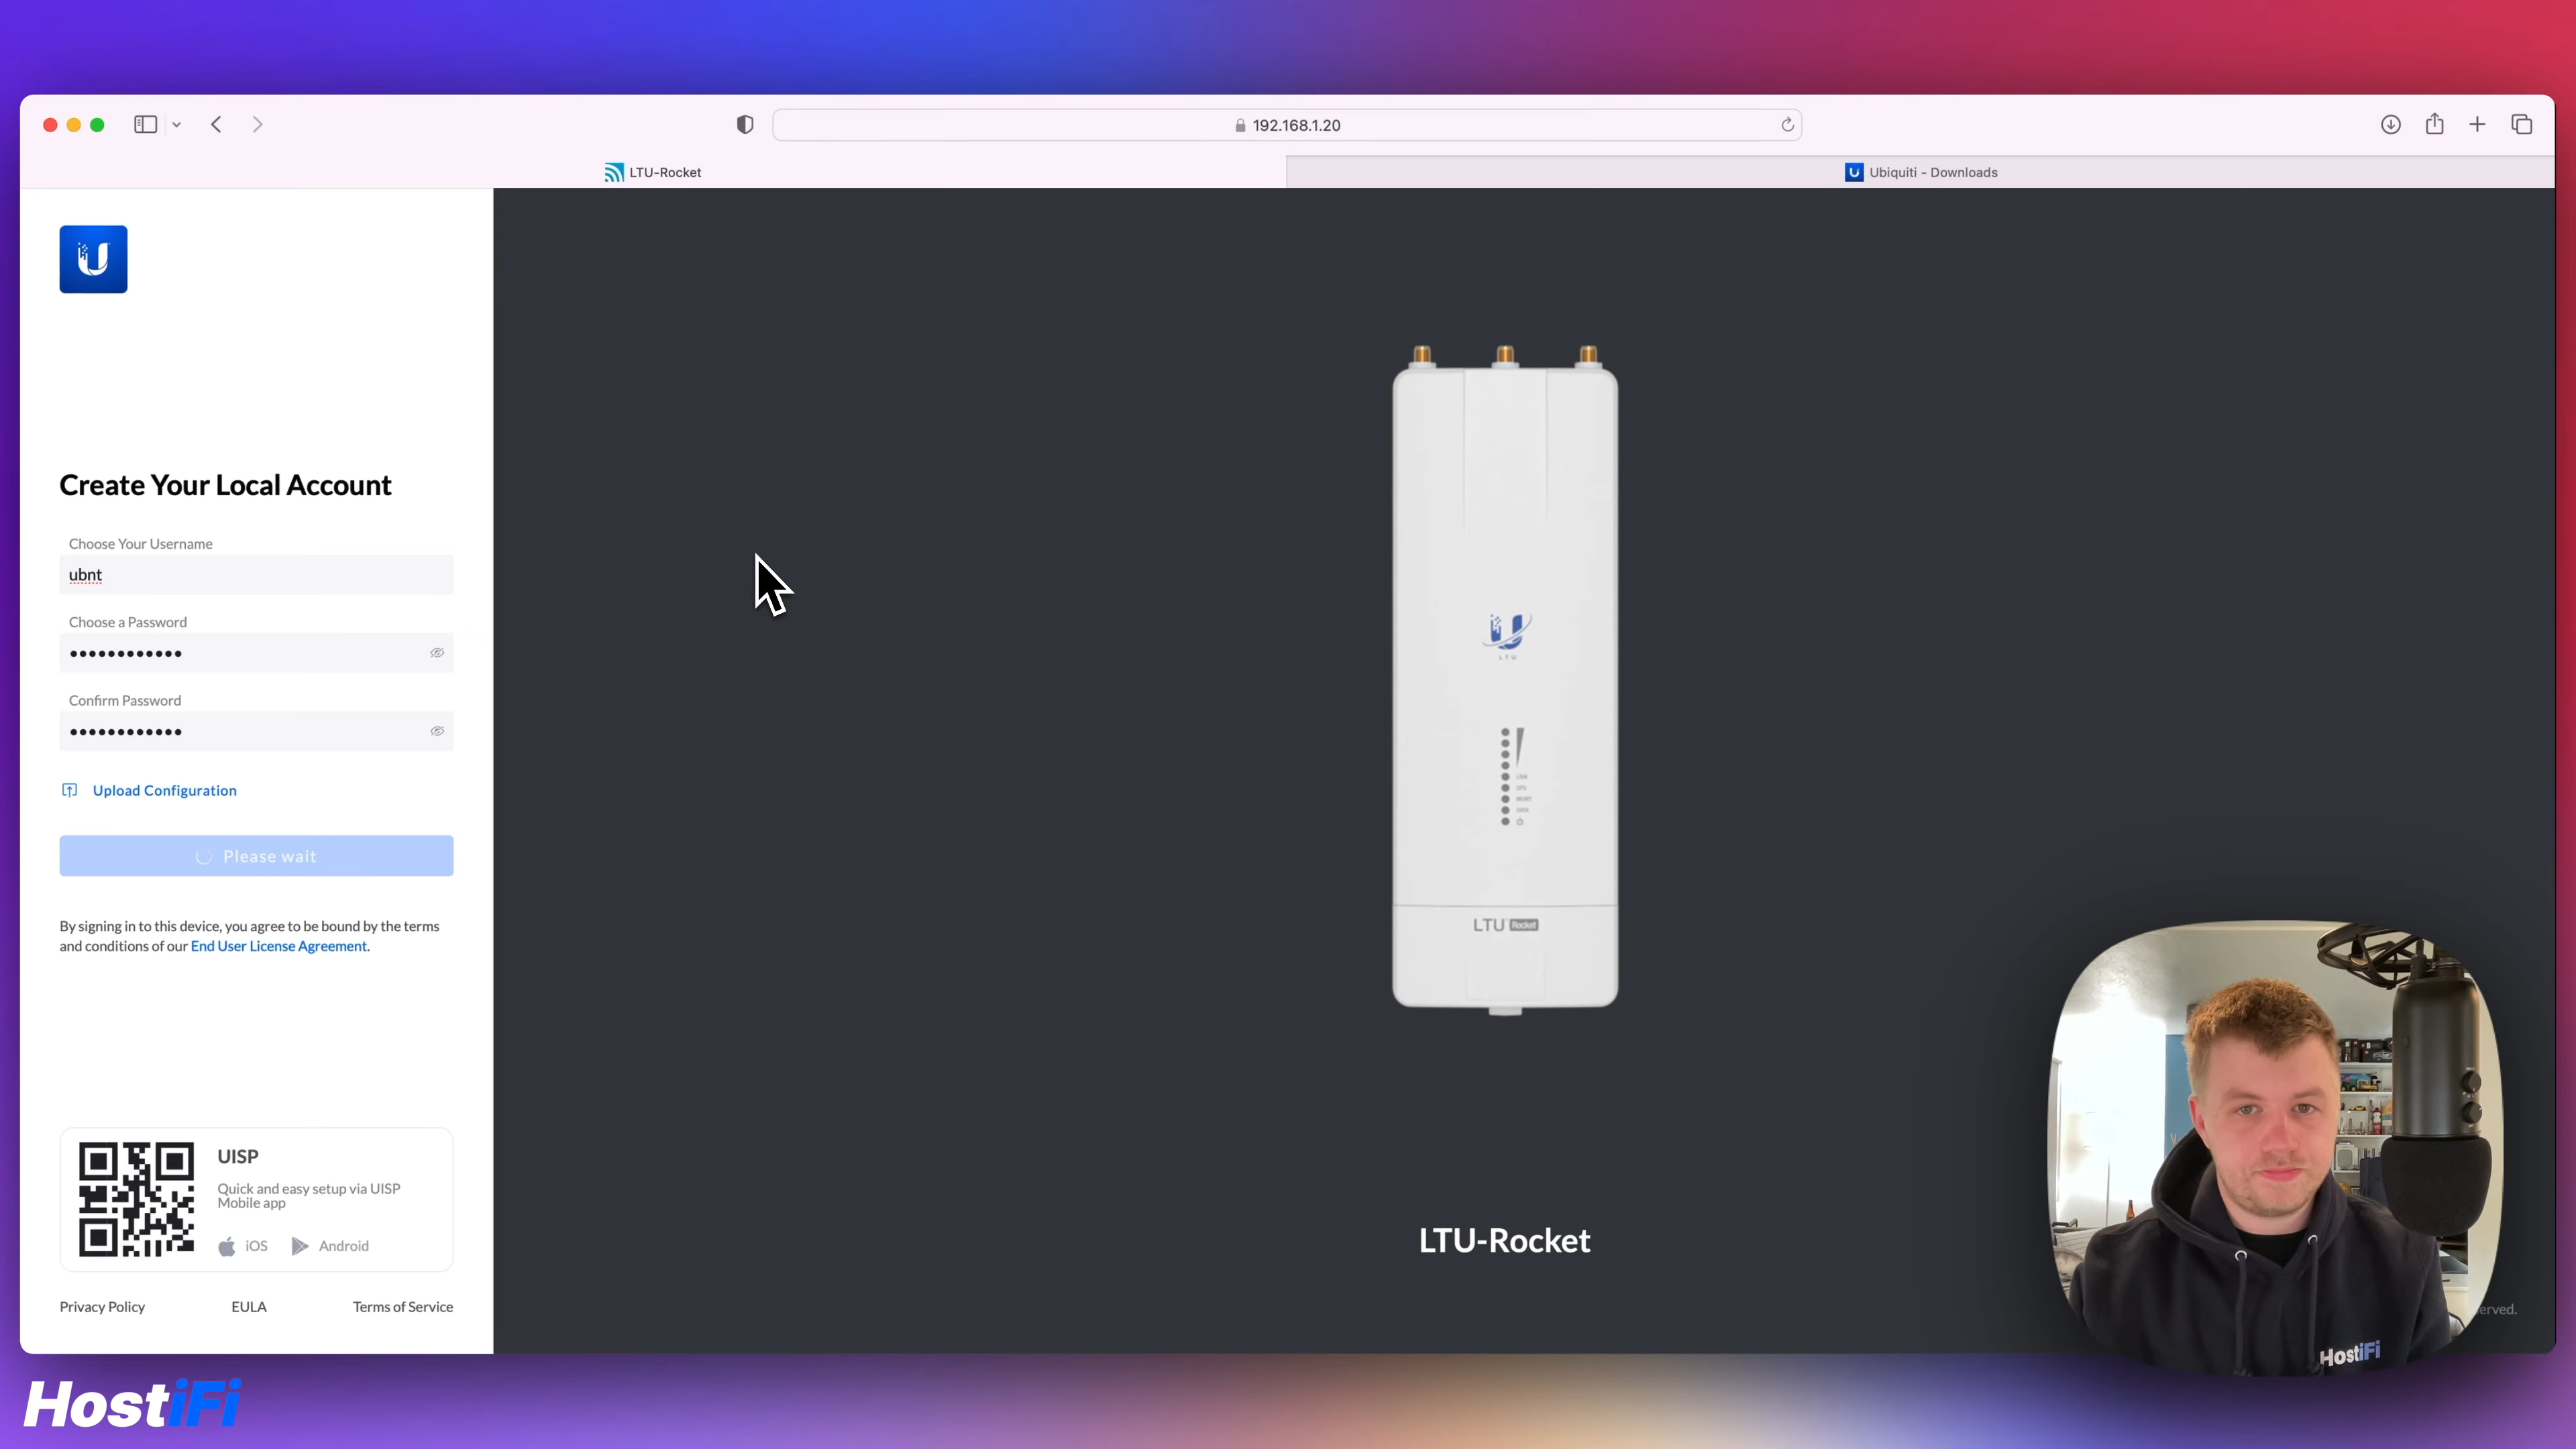 192.168.1.20
LTU-Rocket
Ubiquiti - Downloads
Create Your Local Account
Choose Your Username
ubnt
Choose a Password
Confirm Password
Upload Configuration
Please wait
By signing in to this device, you agree to be bound by the terms
and conditions of our End User License Agreement.
UISP
Quick and easy setup via UISP
Mobile app
iOS
Android
Privacy Policy
EULA
Terms of Service
LTU
LTU Rocket
LTU-Rocket
erved.
HostiFi
HostiFi